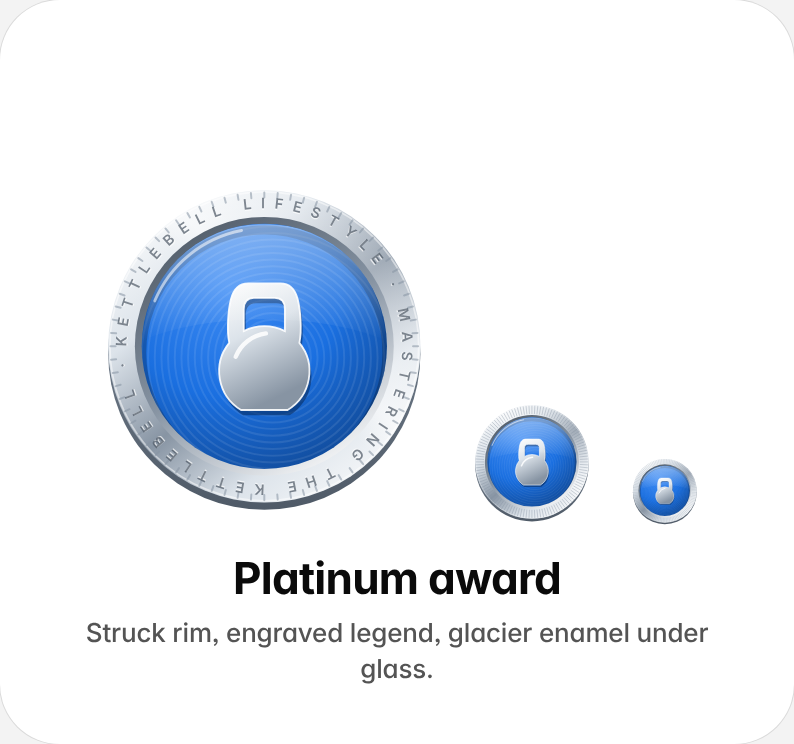 KETTLEBELL LIFESTYLE · MASTERING THE KETTLEBELL ·
Platinum award
Struck rim, engraved legend, glacier enamel under
glass.